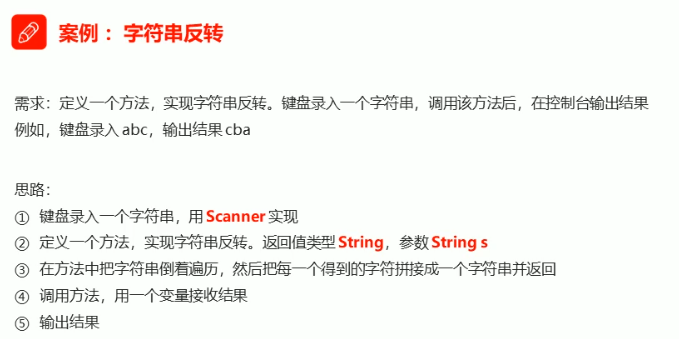 案例：字符串反转
需求：定义一个方法，实现字符串反转。键盘录入一个字符串，调用该方法后，在控制台输出结果
例如，键盘录入 abc，输出结果 cba
思路：
① 键盘录入一个字符串，用 Scanner 实现
② 定义一个方法，实现字符串反转。返回值类型 String，参数 String s
③ 在方法中把字符串倒着遍历，然后把每一个得到的字符拼接成一个字符串并返回
④ 调用方法，用一个变量接收结果
⑤ 输出结果